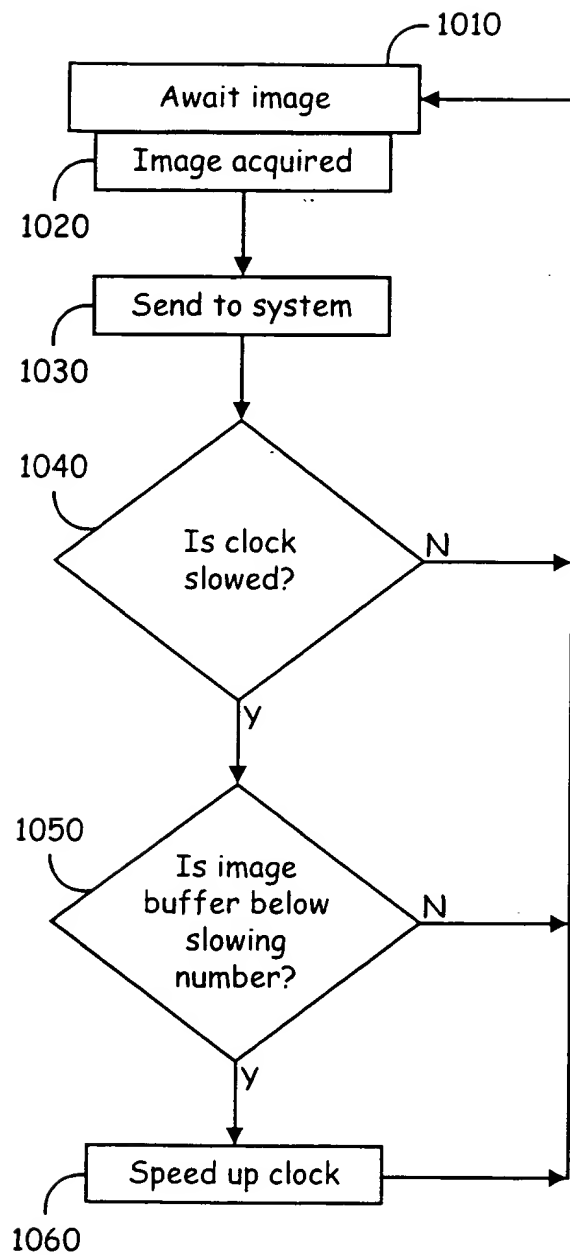 1010
Await image
Image acquired
1020
Send to system
1030
1040
Is clock
slowed?
N
Y
1050
Is image
buffer below
slowing
number?
N
Y
Speed up clock
1060